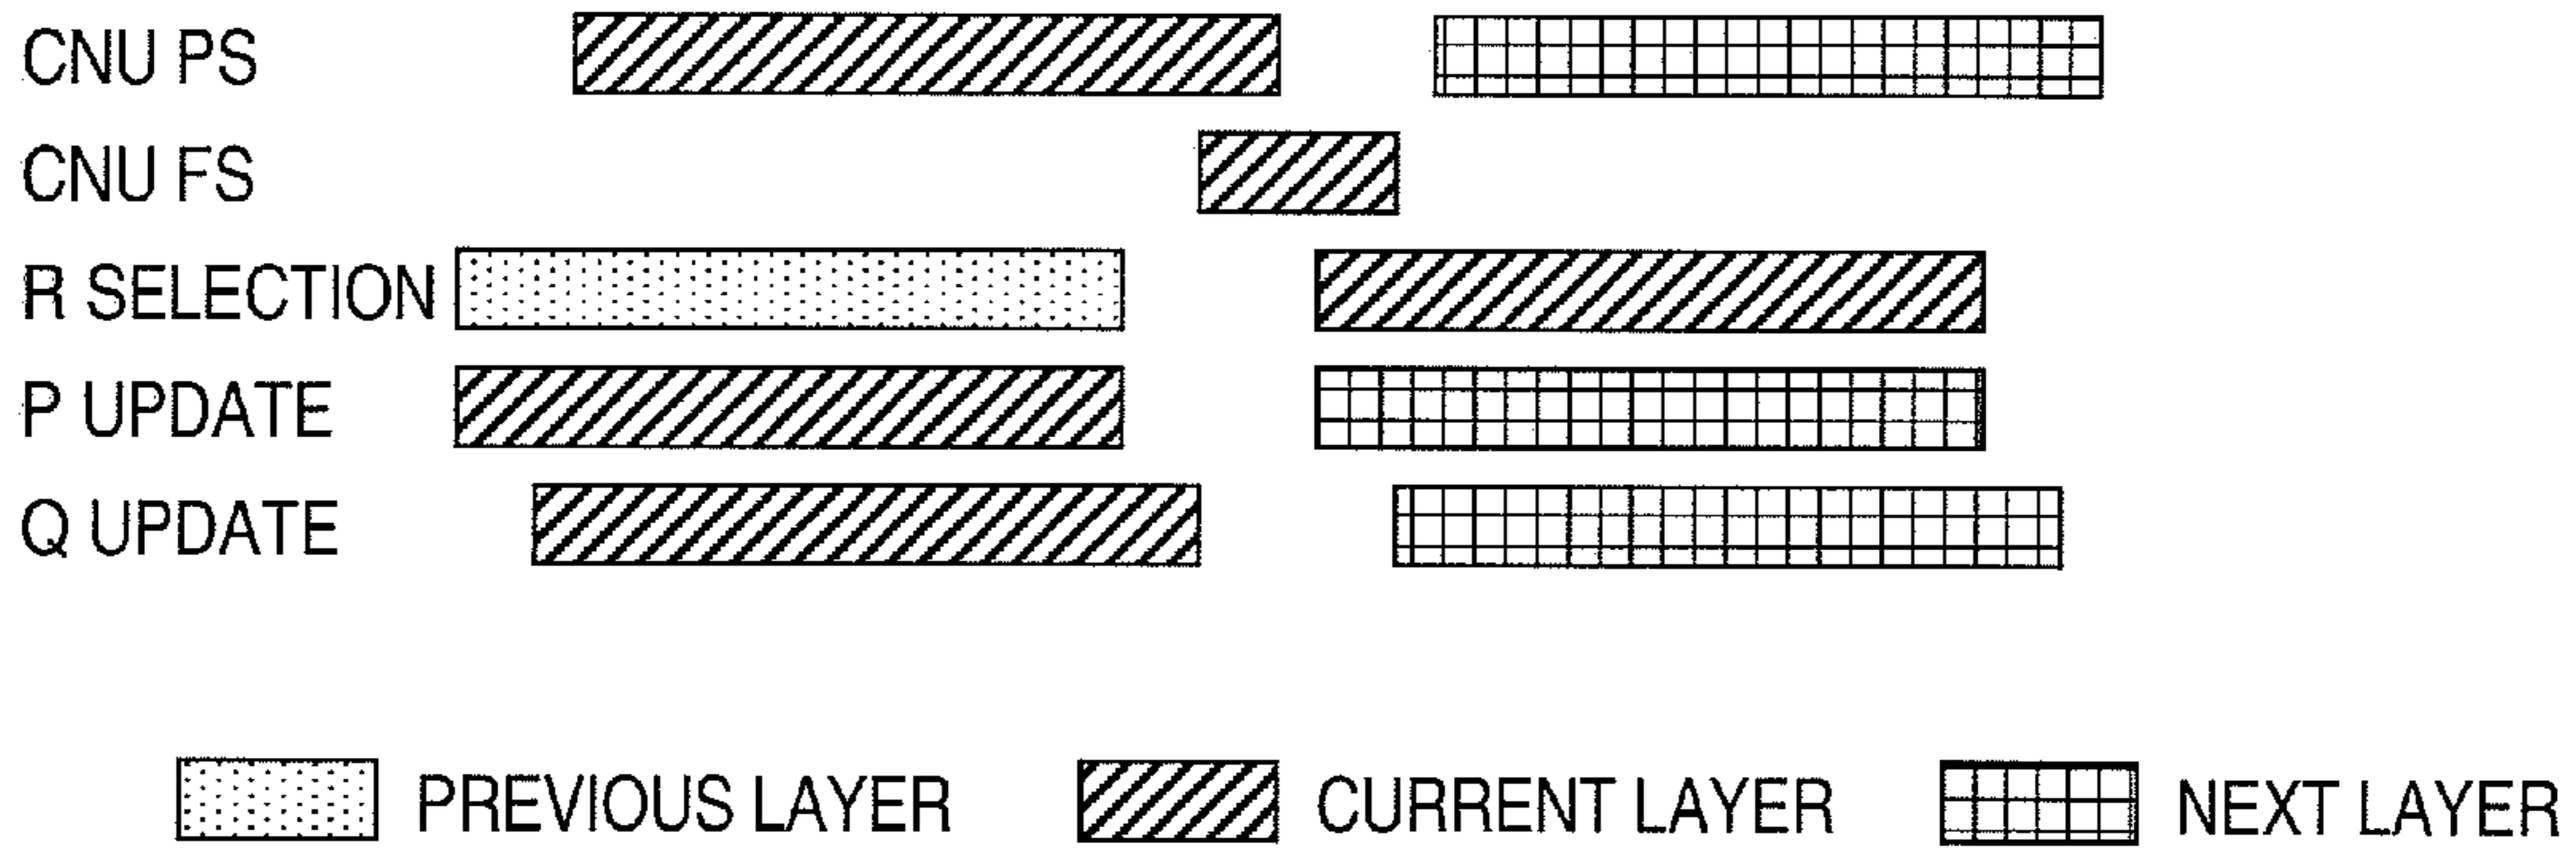 CNU PS
CNU FS
R SELECTION
P UPDATE
Q UPDATE
PREVIOUS LAYER CURRENT LAYER NEXT LAYER